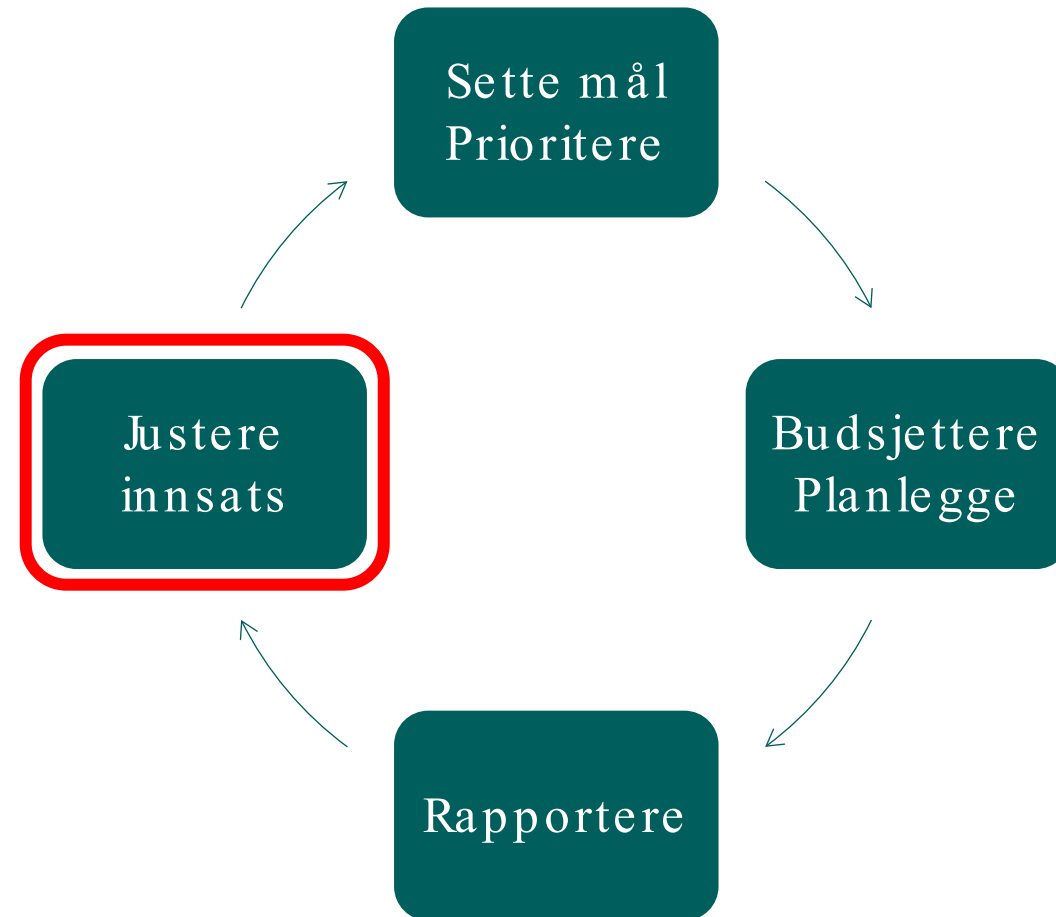 Sette mål
Prioritere
Budsjettere
Planlegge
Rapportere
Justere
innsats